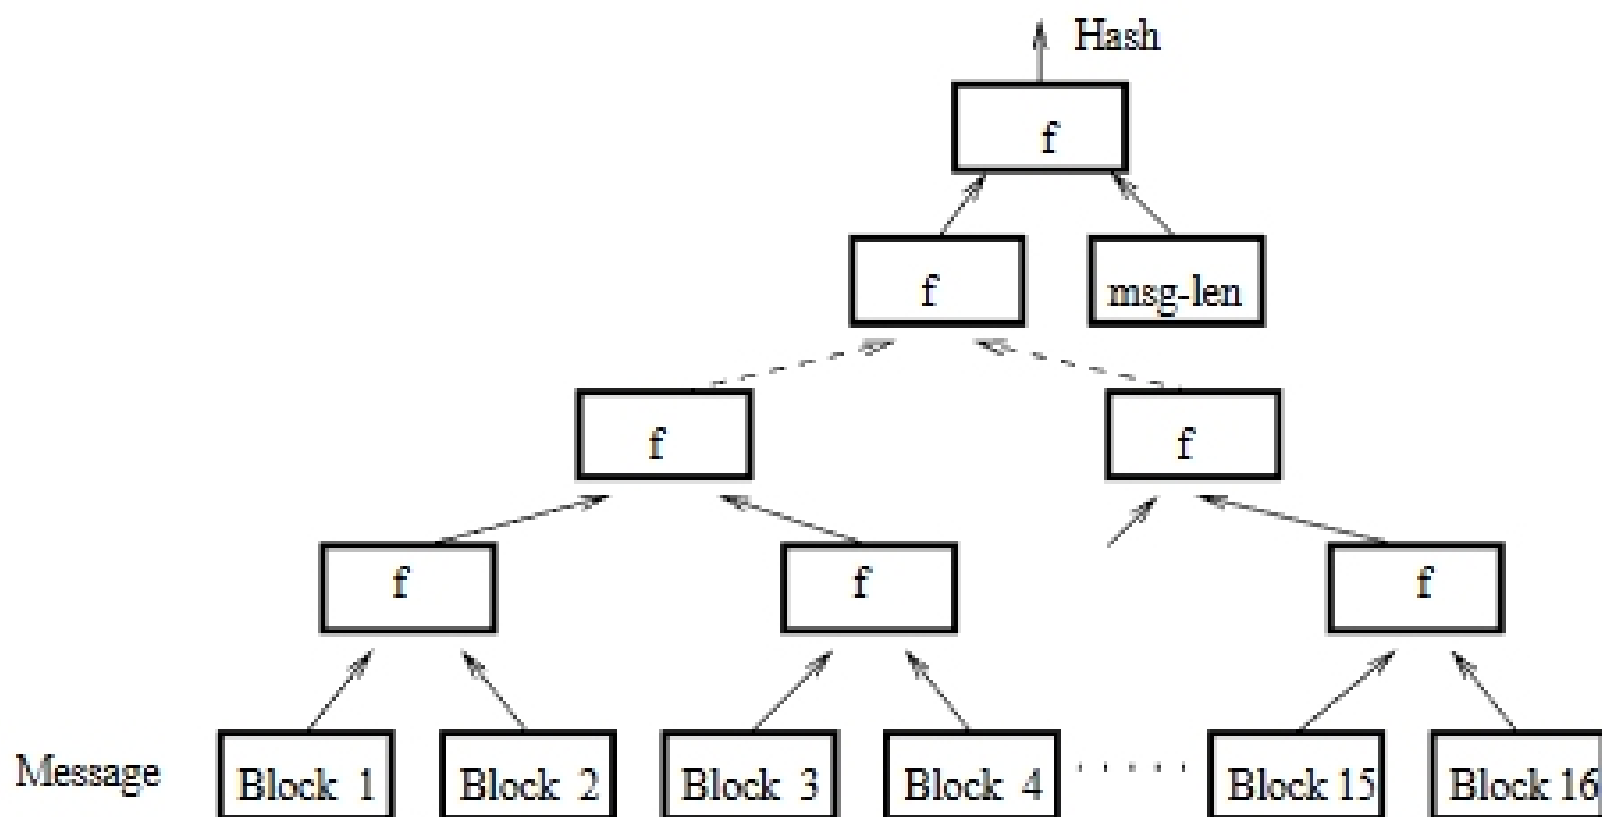 Hash
f
f msg-len
f f
f f f
Message Block 1 Block 2 Block 3 Block 4 ...... Block 15 Block 16